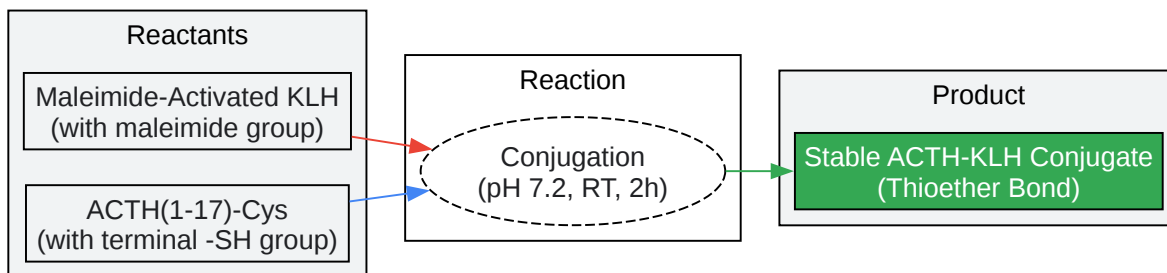 Reactants
Maleimide-Activated KLH
(with maleimide group)
ACTH(1-17)-Cys
(with terminal -SH group)
Reaction
Conjugation
(pH 7.2, RT, 2h)
Product
Stable ACTH-KLH Conjugate
(Thioether Bond)